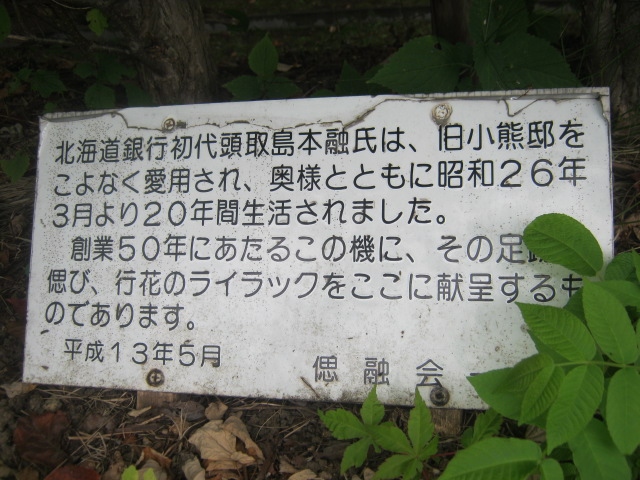 北海道銀行初代頭取島本融氏は、旧小熊邸を
こよなく愛用され、奥様とともに昭和26年
3月より20年間生活されました。
創業50年にあたるこの機に、その足
偲び、行花のライラックをここに献呈するも
のであります。
平成13年5月 偲融会